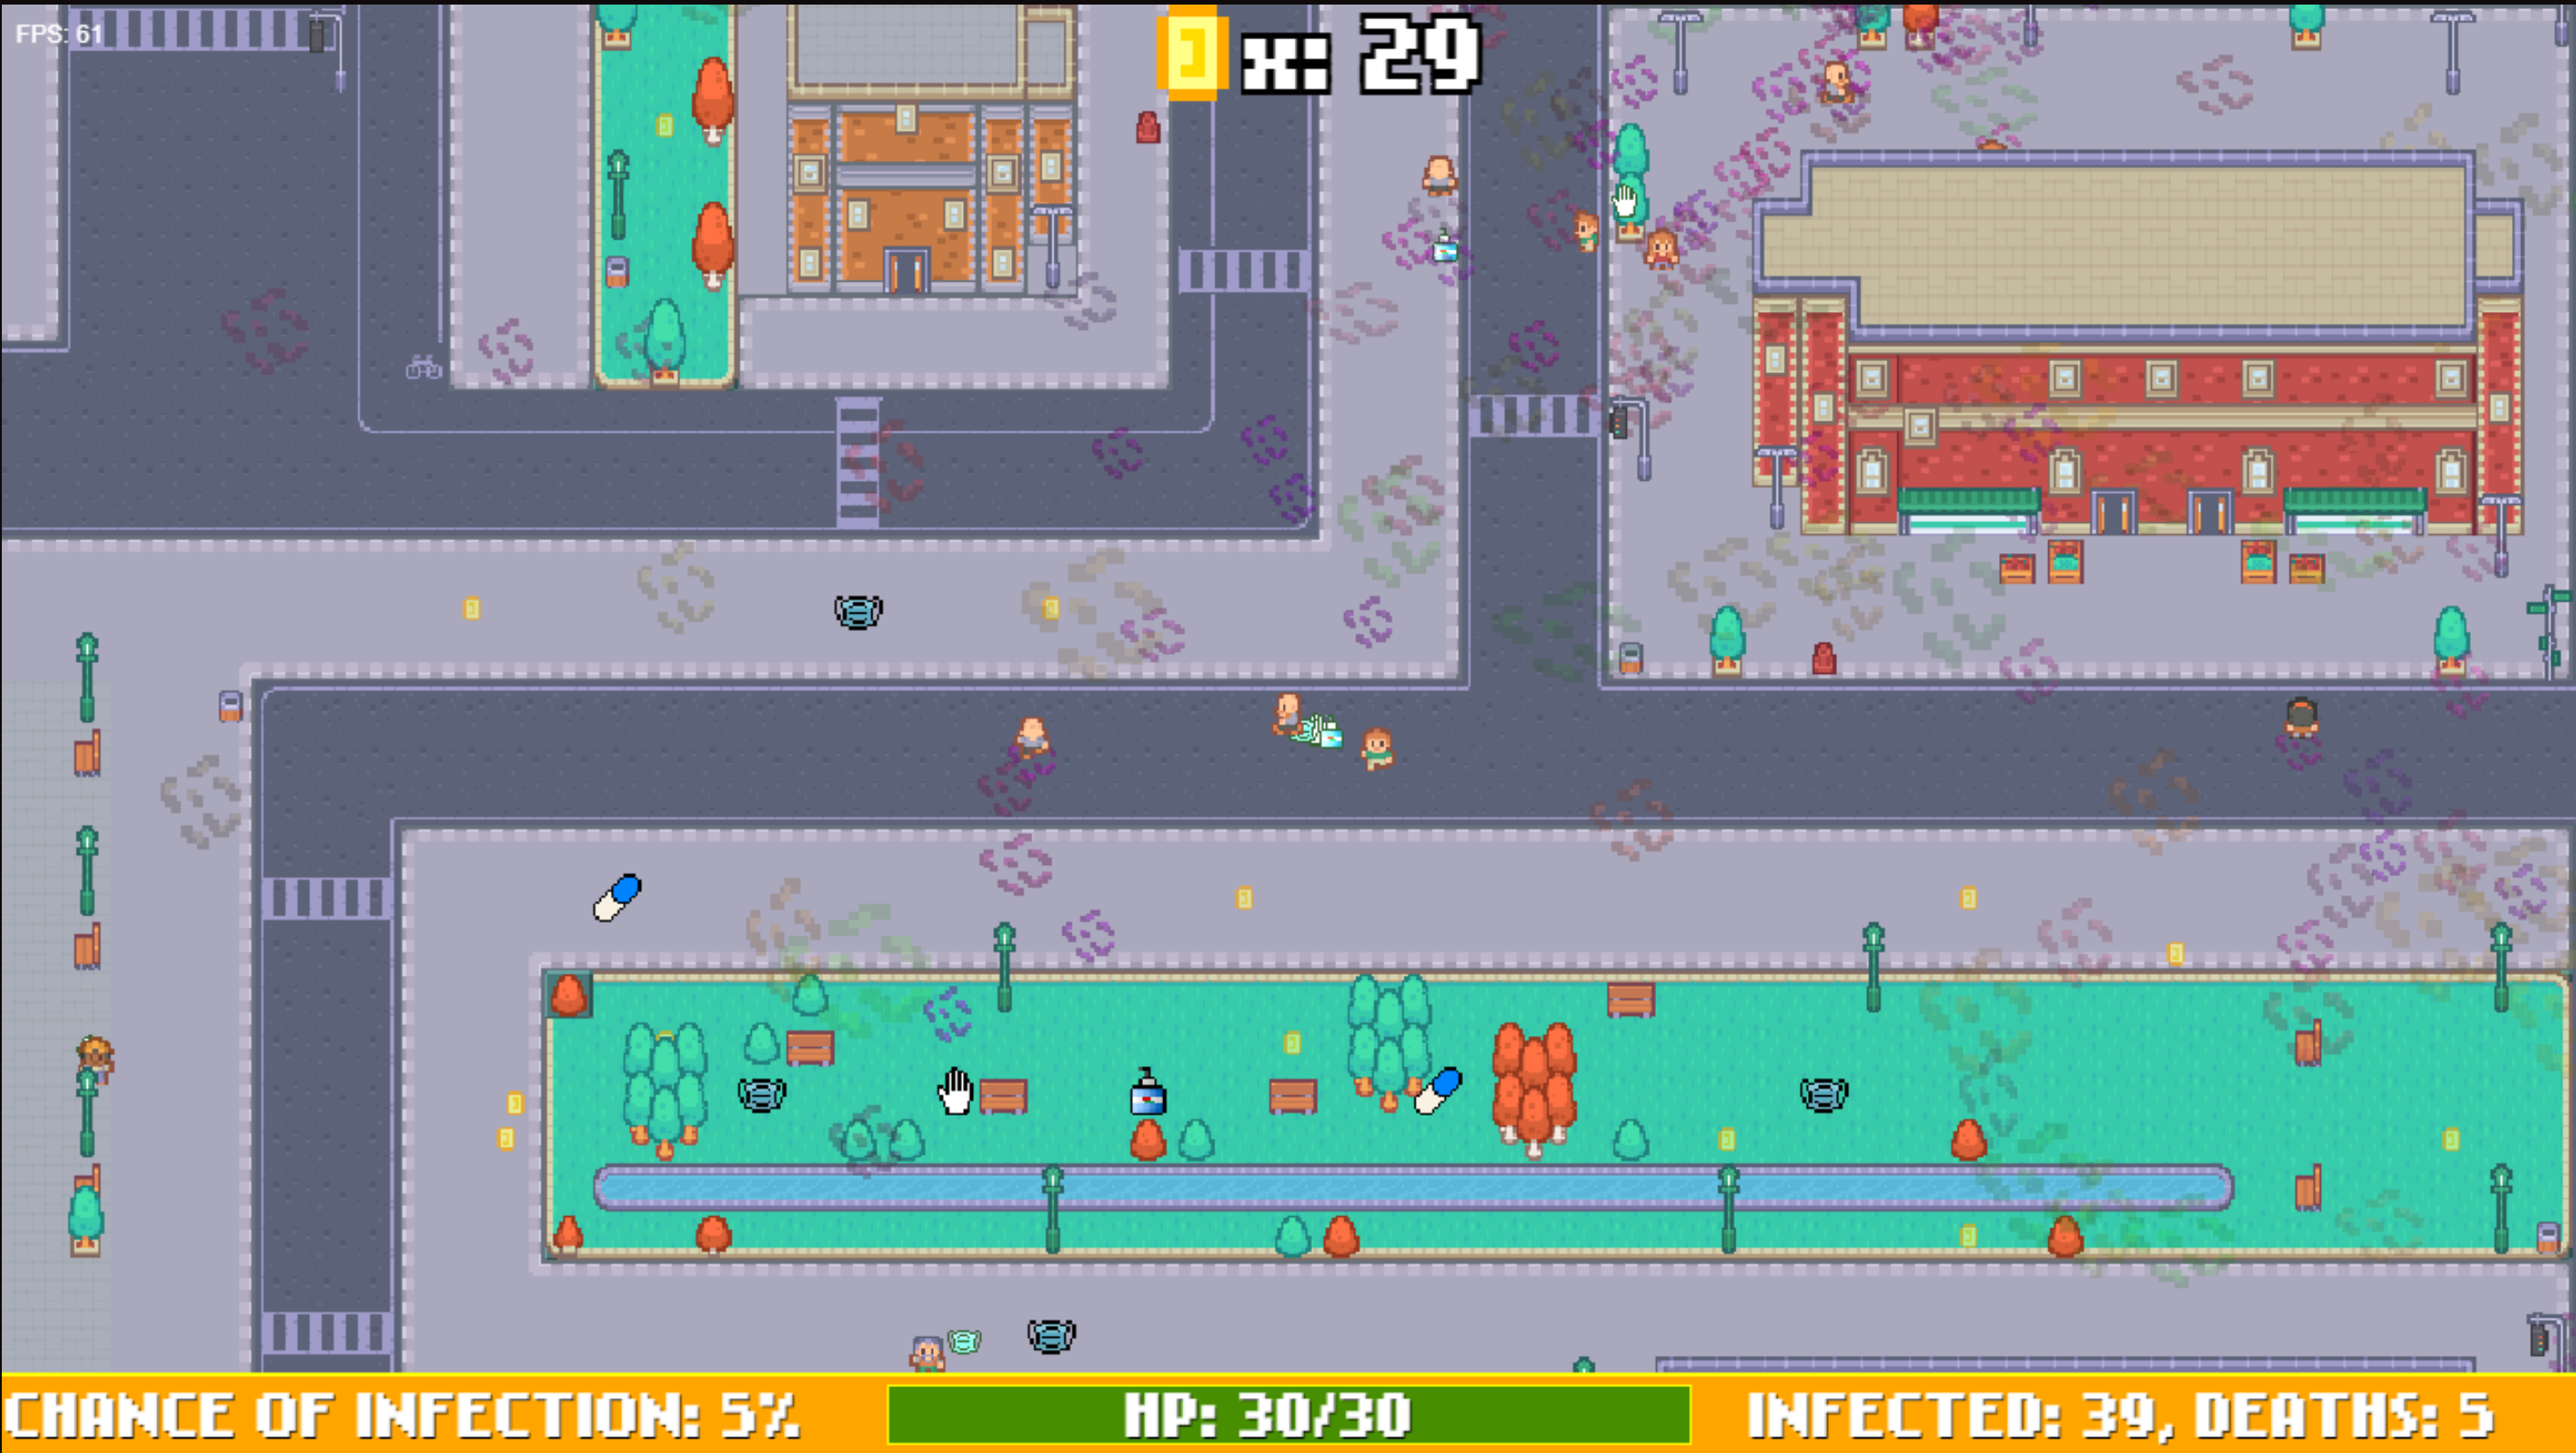 FPS: 61
x: 29
CHANCE OF INFECTION: 5%
HP: 30/30
INFECTED: 39, DEATHS: 5